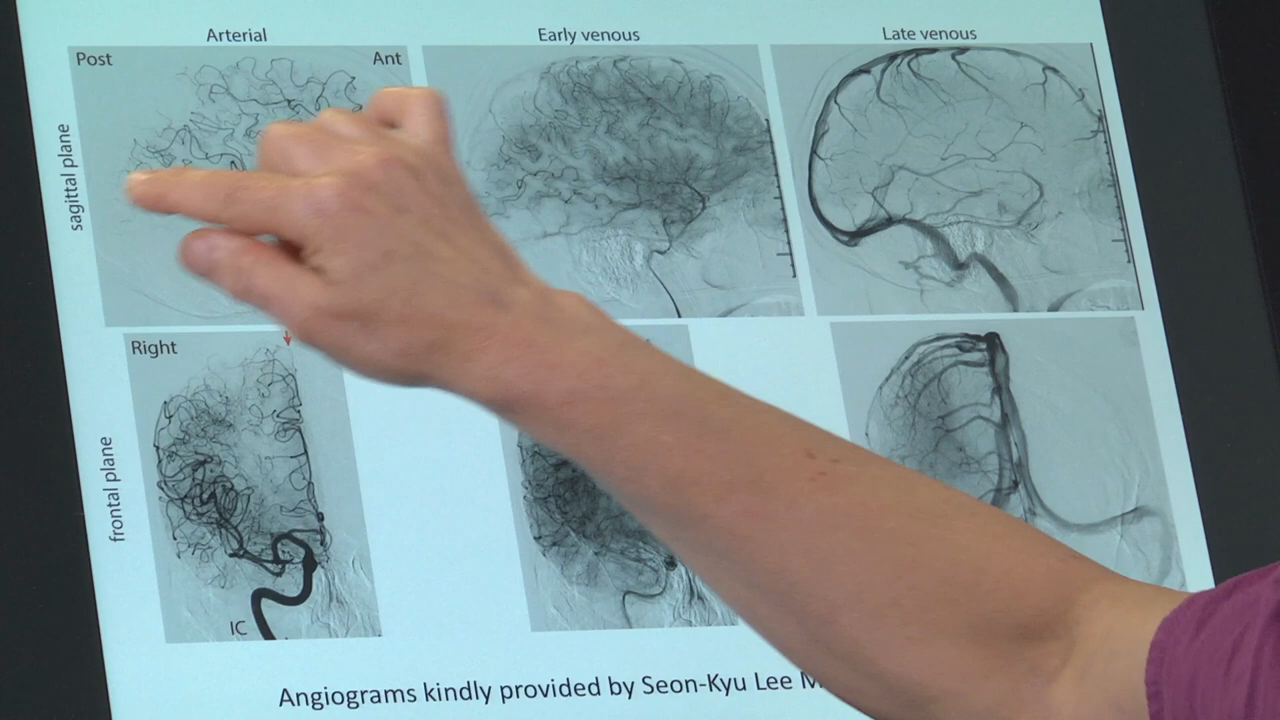 Arterial
Early venous
Late venous
Post
Ant
sagittal plane
Right
frontal plane
IC
Angiograms kindly provided by Seon-Kyu Lee